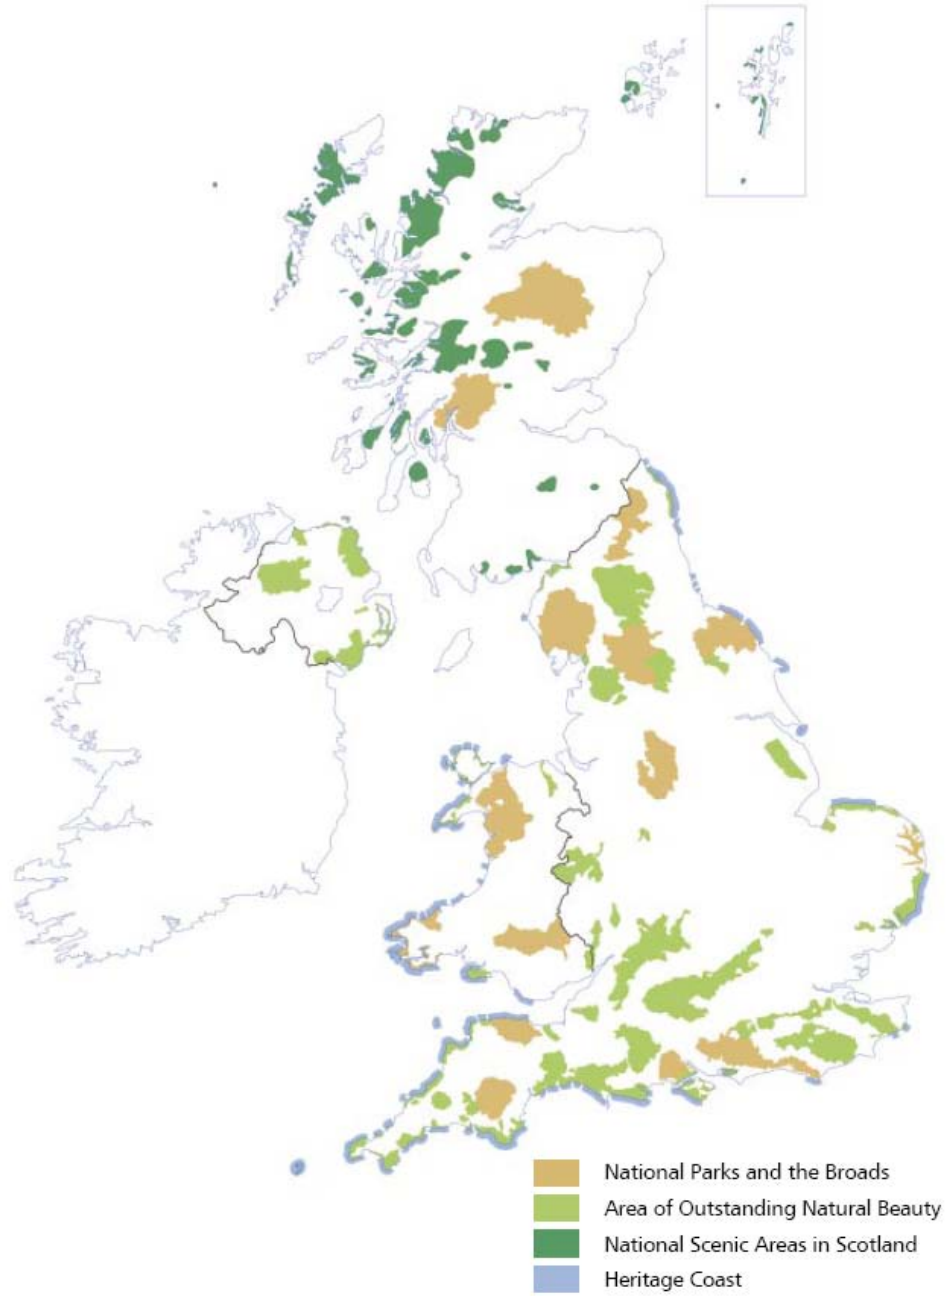 National Parks and the Broads
Area of Outstanding Natural Beauty
National Scenic Areas in Scotland
Heritage Coast